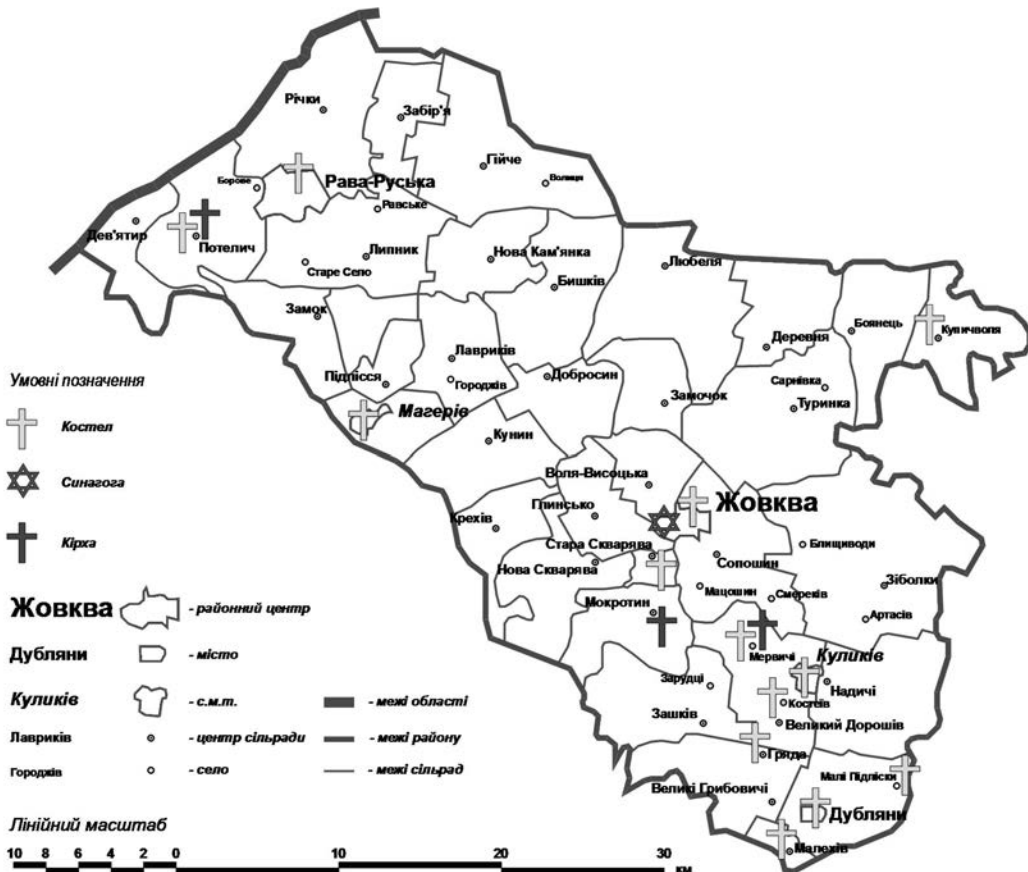 Річки
Забір'я
Гійче
Волиця
Борове
Рава-Руська
Равське
Дев'ятир
Потелич
Липник
Старе Село
Нова Кам'янка
Бишків
Любеля
Замок
Деревня
Боянець
Куличволя
Лавриків
Городжів
Підлісся
Добросин
Сарнівка
Туринка
Замочок
Магерів
Кунин
Воля-Висоцька
Жовква
Глинсько
Крехів
Стара Скварява
Нова Скварява
Сопошин
Блищиводи
Зіболки
Мацошин
Смереків
Артасів
Мокротин
Мервичі
Куликів
Надичі
Зарудці
Костеїв
Зашків
Великий Дорошів
Гряда
Малі Підліски
Великі Грибовичі
Дубляни
Малехів
Умовні позначення
Костел
Синагога
Кірха
Жовква - районний центр
Дубляни - місто
Куликів - с.м.т. - межі області
Лавриків - центр сільради - межі району
Городжів - село - межі сільрад
Лінійний масштаб
10 8 6 4 2 0 10 20 30 км